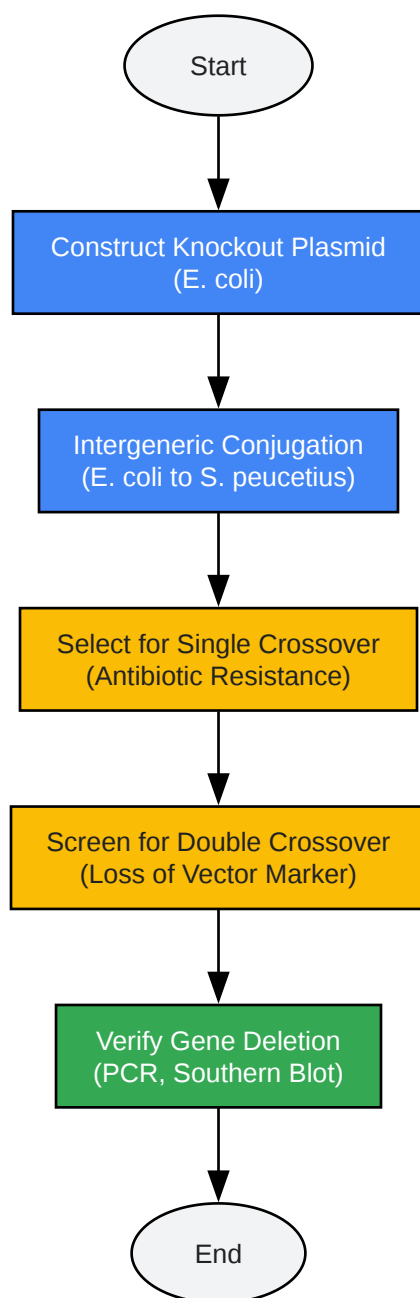 Start
Construct Knockout Plasmid
(E. coli)
Intergeneric Conjugation
(E. coli to S. peucetius)
Select for Single Crossover
(Antibiotic Resistance)
Screen for Double Crossover
(Loss of Vector Marker)
Verify Gene Deletion
(PCR, Southern Blot)
End